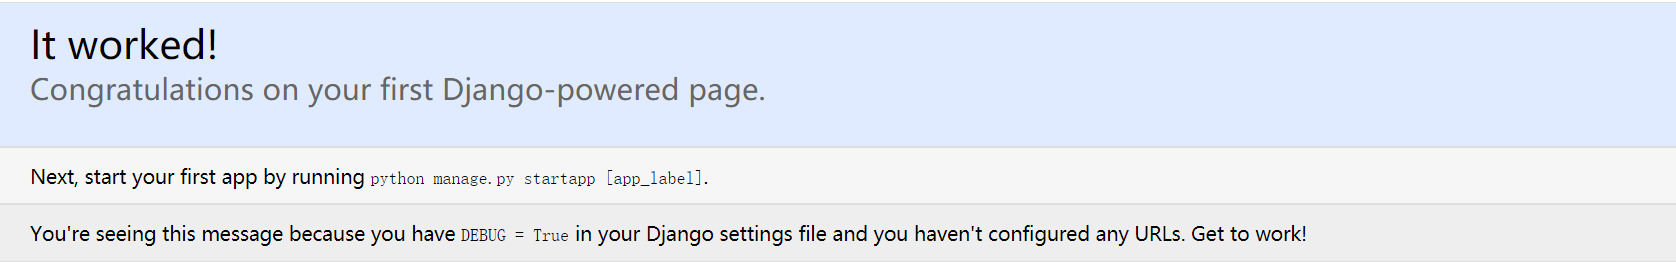 It worked!
Congratulations on your first Django-powered page.
Next, start your first app by running python manage.py startapp [app_label].
You're seeing this message because you have DEBUG = True in your Django settings file and you haven't configured any URLs. Get to work!